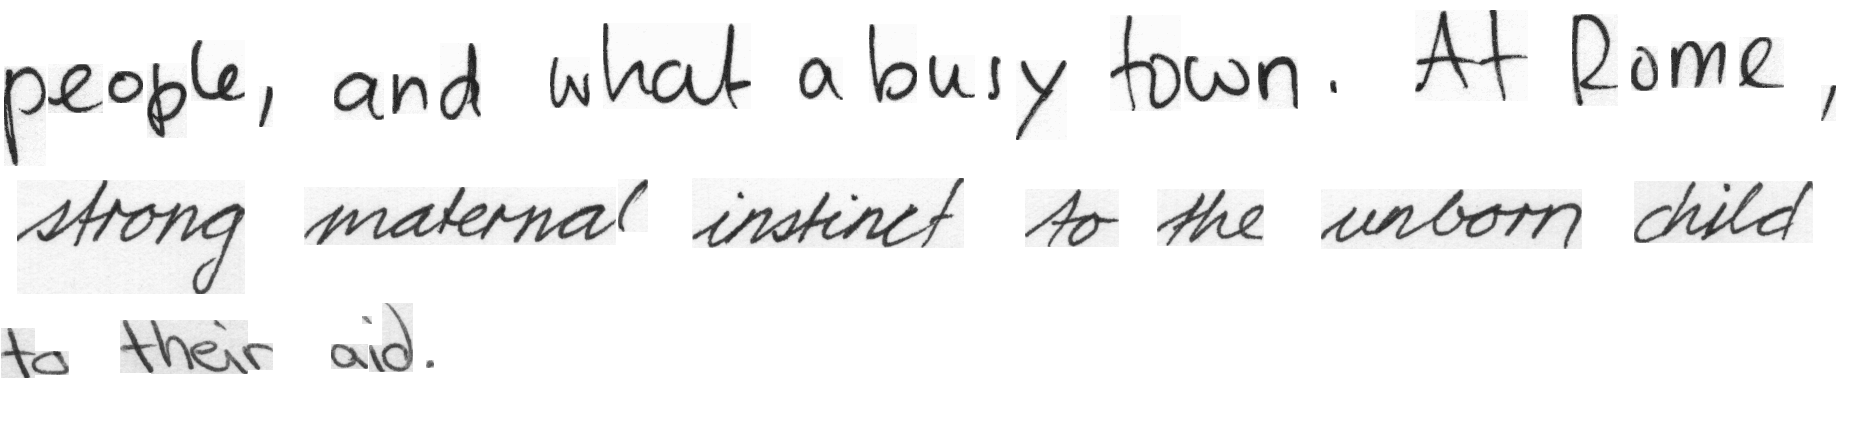 people, and what a busy town. At Rome,
strong maternal instinct to the unborn child
to their aid.